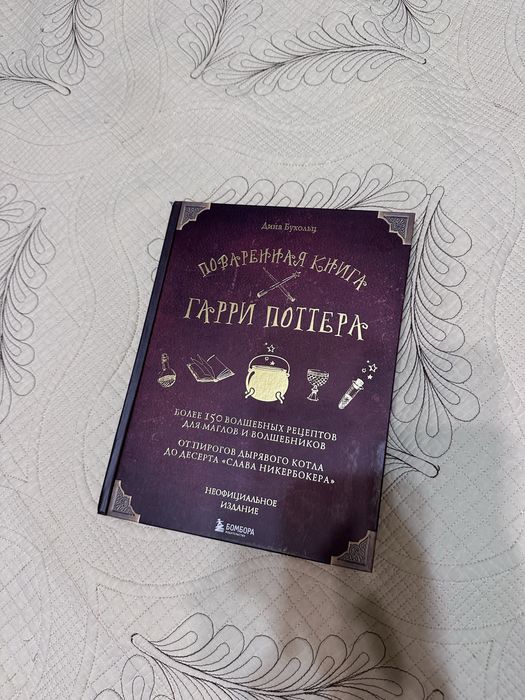 Дина Бухольц
ПОВАРЕННАЯ КНИГА
ГАРРИ ПОТТЕРА
БОЛЕЕ 150 ВОЛШЕБНЫХ РЕЦЕПТОВ
ДЛЯ МАГЛОВ И ВОЛШЕБНИКОВ
ОТ ПИРОГОВ ДЫРЯВОГО КОТЛА
ДО ДЕСЕРТА «СЛАВА НИКЕРБОКЕРА»
НЕОФИЦИАЛЬНОЕ
ИЗДАНИЕ
БОМБОРА
ИЗДАТЕЛЬСТВО